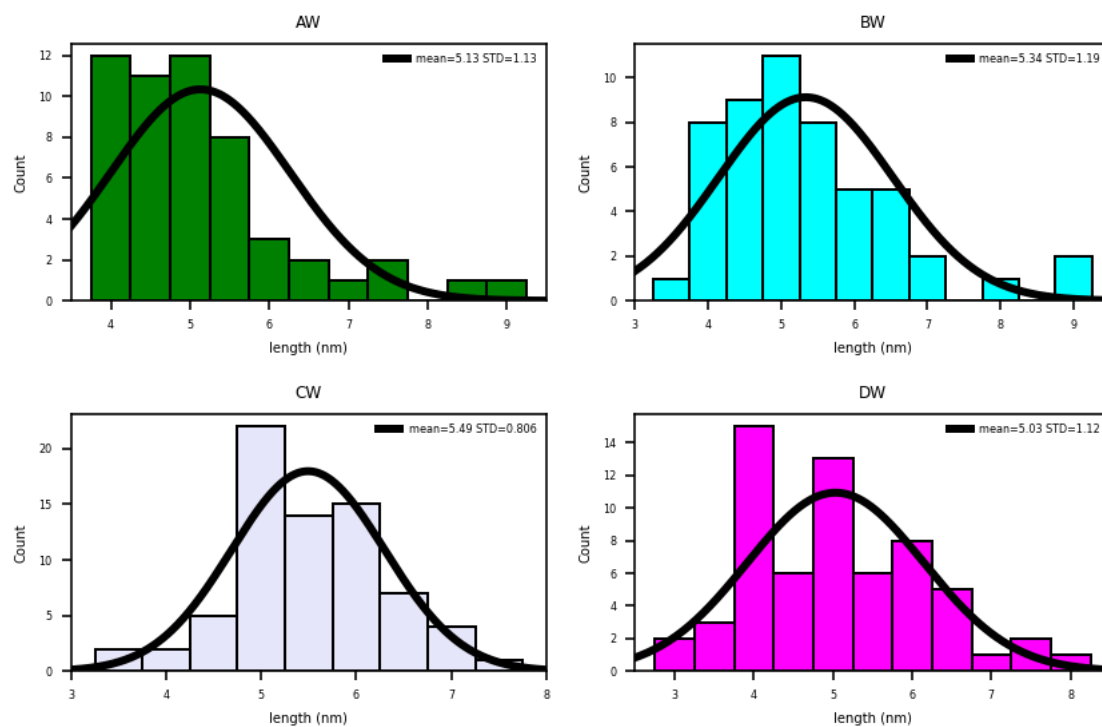 AW
mean=5.13 STD=1.13
Count
12
10
8
6
4
2
0
4 5 6 7 8 9
length (nm)
BW
mean=5.34 STD=1.19
Count
10
8
6
4
2
0
3 4 5 6 7 8 9
length (nm)
CW
mean=5.49 STD=0.806
Count
20
15
10
5
0
3 4 5 6 7 8
length (nm)
DW
mean=5.03 STD=1.12
Count
14
12
10
8
6
4
2
0
3 4 5 6 7 8
length (nm)